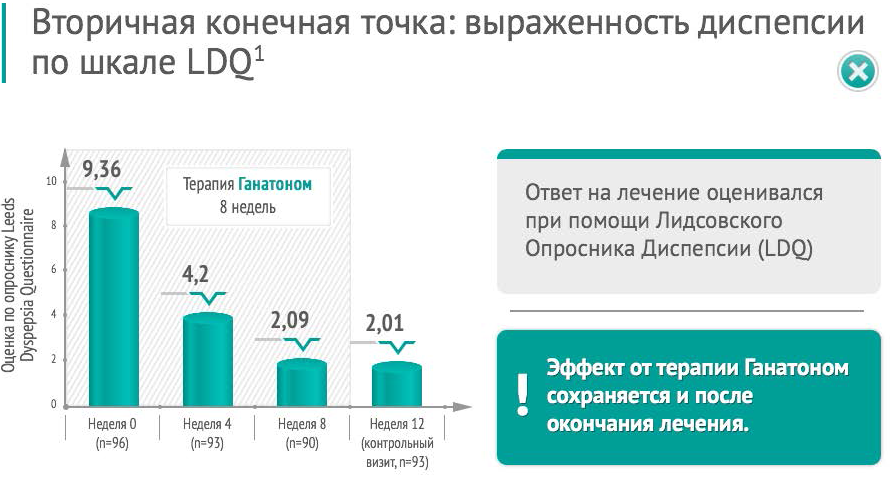 Вторичная конечная точка: выраженность диспепсии
по шкале LDQ1
Оценка по опроснику Leeds
Dyspepsia Questionnaire
10
8
6
4
2
0
9,36
4,2
2,09
2,01
Терапия Ганатоном
8 недель
Неделя 0
(n=96)
Неделя 4
(n=93)
Неделя 8
(n=90)
Неделя 12
(контрольный
визит, n=93)
Ответ на лечение оценивался
при помощи Лидсовского
Опросника Диспепсии (LDQ)
! Эффект от терапии Ганатоном
сохраняется и после
окончания лечения.